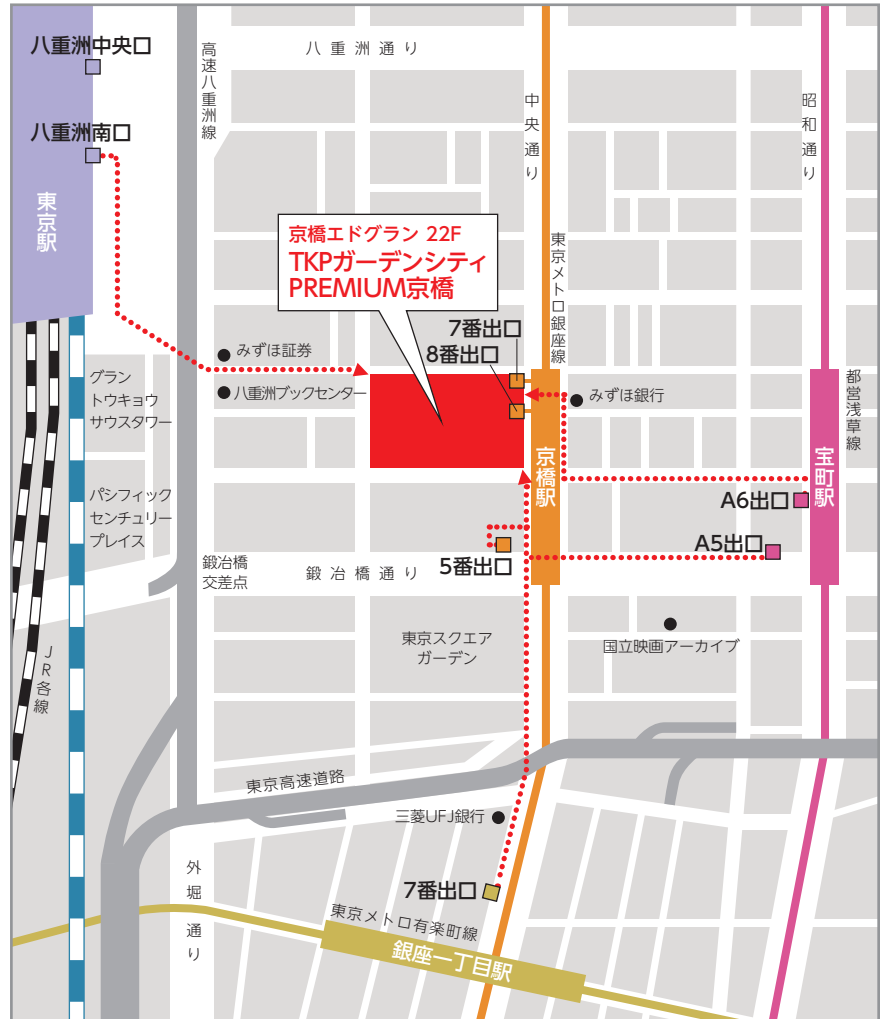 八重洲中央口
八重洲南口
東京駅
高速八重洲線
八重洲通り
中央通り
昭和通り
京橋エドグラン 22F
TKPガーデンシティ
PREMIUM京橋
東京メトロ銀座線
7番出口
8番出口
みずほ証券
八重洲ブックセンター
みずほ銀行
都営浅草線
グラン
トウキョウ
サウスタワー
京橋駅
宝町駅
パシフィック
センチュリー
プレイス
A6出口
A5出口
5番出口
鍛冶橋
交差点
鍛冶橋通り
東京スクエア
ガーデン
国立映画アーカイブ
JR各線
東京高速道路
三菱UFJ銀行
外堀通り
7番出口
東京メトロ有楽町線
銀座一丁目駅